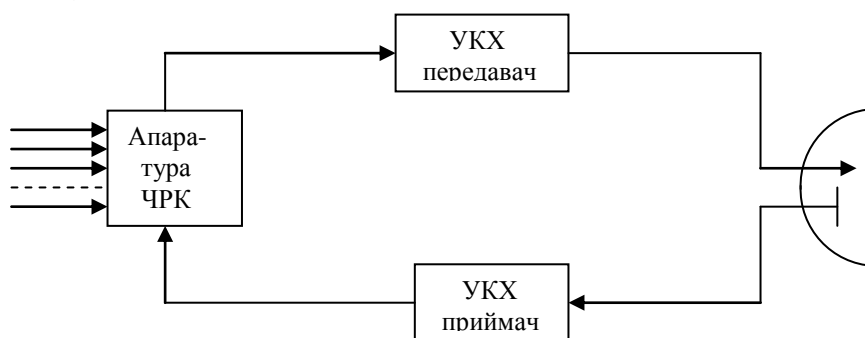 УКХ
передавач
Апара-
тура
ЧРК
УКХ
приймач